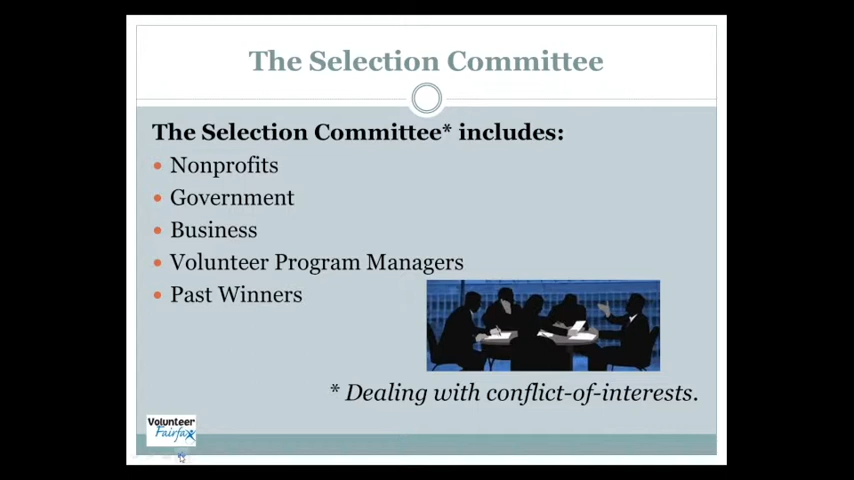 The Selection Committee
The Selection Committee* includes:
Nonprofits
Government
Business
Volunteer Program Managers
Past Winners
* Dealing with conflict-of-interests.
Volunteer
Fairfax